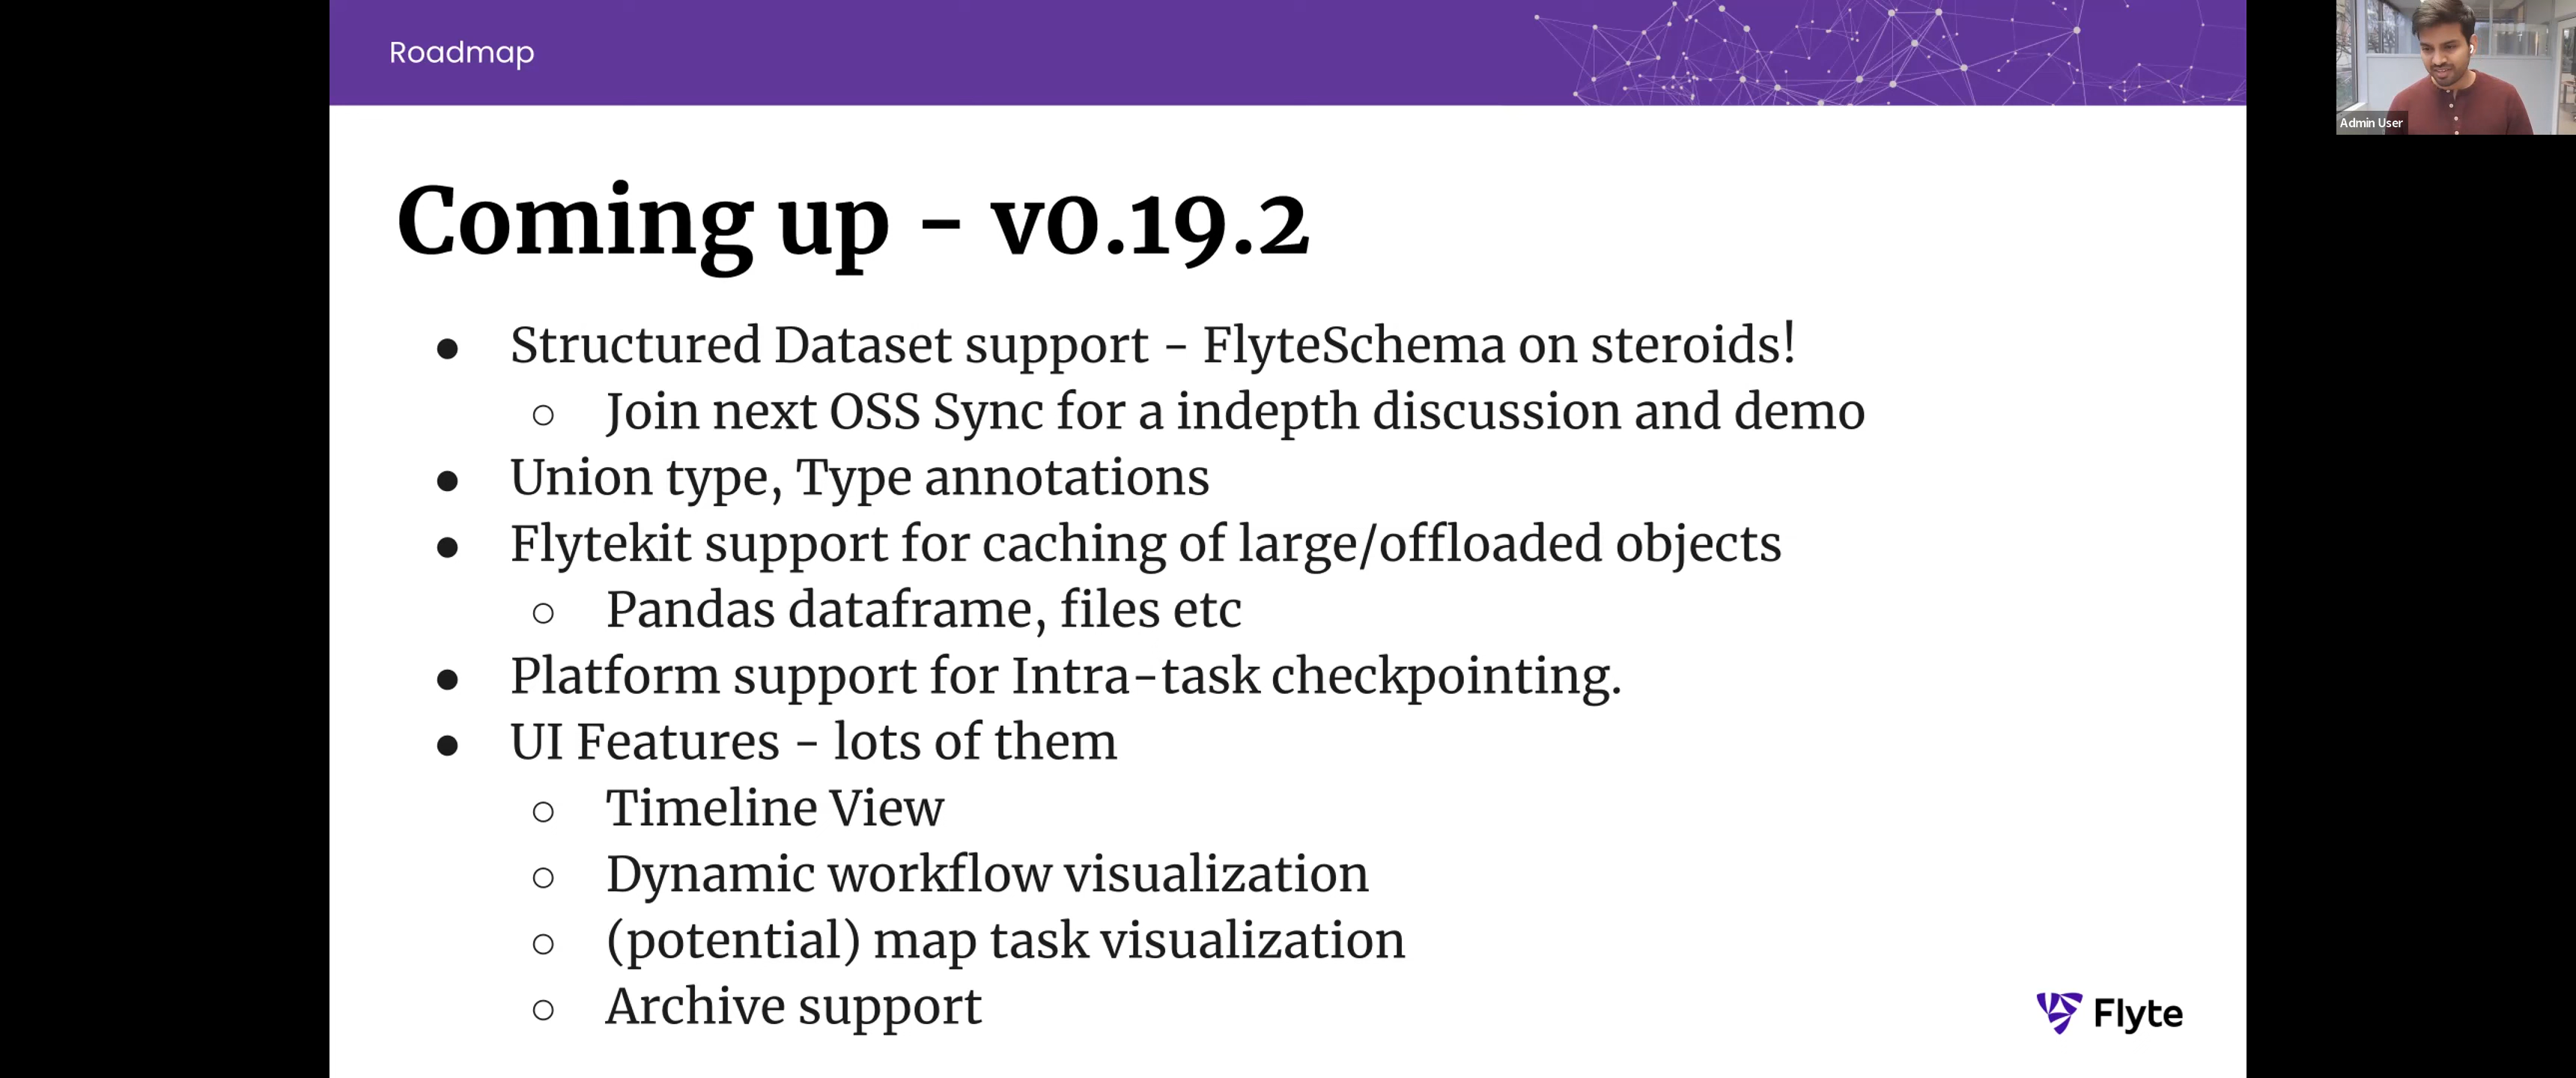 Roadmap
Admin User
Coming up - v0.19.2
● Structured Dataset support - FlyteSchema on steroids!
○ Join next OSS Sync for a indepth discussion and demo
● Union type, Type annotations
● Flytekit support for caching of large/offloaded objects
○ Pandas dataframe, files etc
● Platform support for Intra-task checkpointing.
● UI Features - lots of them
○ Timeline View
○ Dynamic workflow visualization
○ (potential) map task visualization
○ Archive support
Flyte